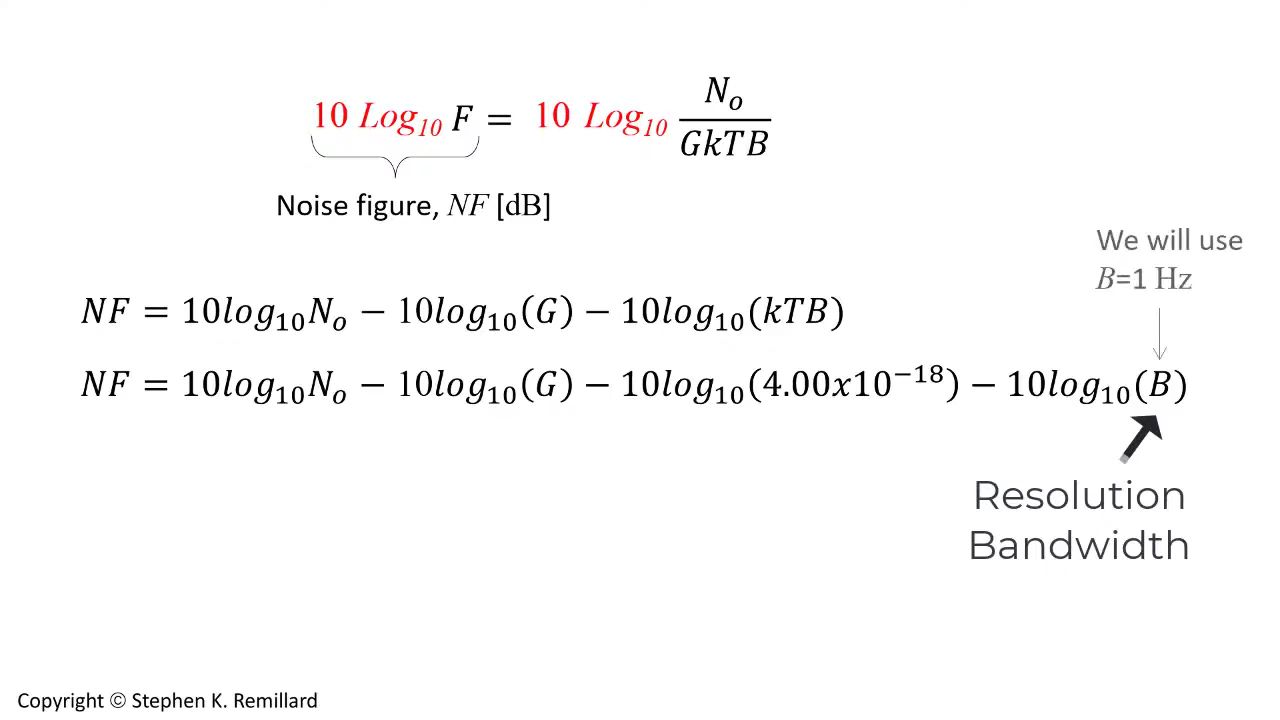 10 Log₁₀ F = 10 Log₁₀ Nₒ / GkTB
Noise figure, NF [dB]
We will use
B=1 Hz
NF = 10log₁₀Nₒ − 10log₁₀(G) − 10log₁₀(kTB)
NF = 10log₁₀Nₒ − 10log₁₀(G) − 10log₁₀(4.00x10⁻¹⁸) − 10log₁₀(B)
Resolution
Bandwidth
Copyright © Stephen K. Remillard